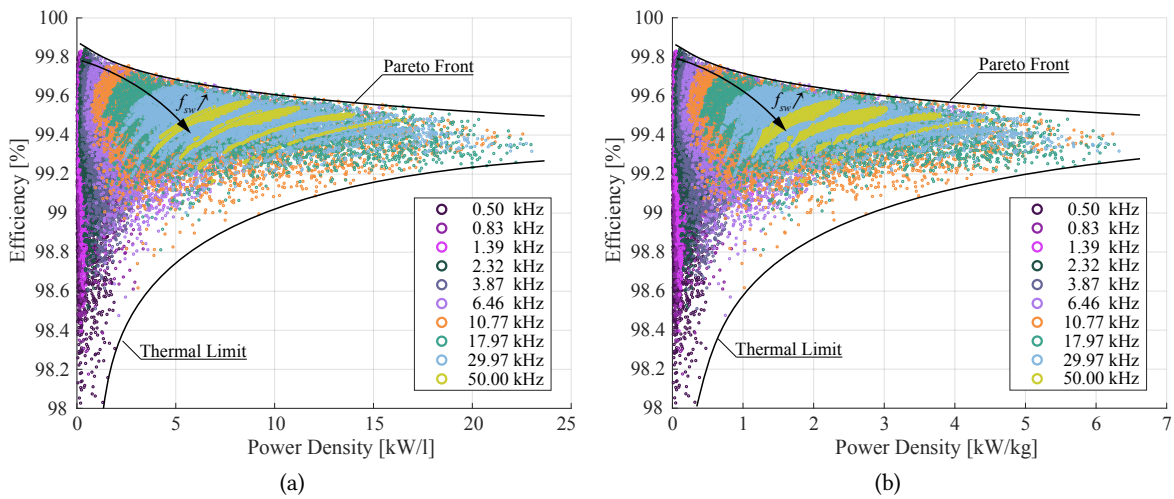 100
99.8
99.6
99.4
99.2
99
98.8
98.6
98.4
98.2
98
Efficiency [%]
Pareto Front
f_sw ↗
Thermal Limit
0.50 kHz
0.83 kHz
1.39 kHz
2.32 kHz
3.87 kHz
6.46 kHz
10.77 kHz
17.97 kHz
29.97 kHz
50.00 kHz
0 5 10 15 20 25
Power Density [kW/l]
(a)
100
99.8
99.6
99.4
99.2
99
98.8
98.6
98.4
98.2
98
Efficiency [%]
Pareto Front
f_sw ↗
Thermal Limit
0.50 kHz
0.83 kHz
1.39 kHz
2.32 kHz
3.87 kHz
6.46 kHz
10.77 kHz
17.97 kHz
29.97 kHz
50.00 kHz
0 1 2 3 4 5 6 7
Power Density [kW/kg]
(b)